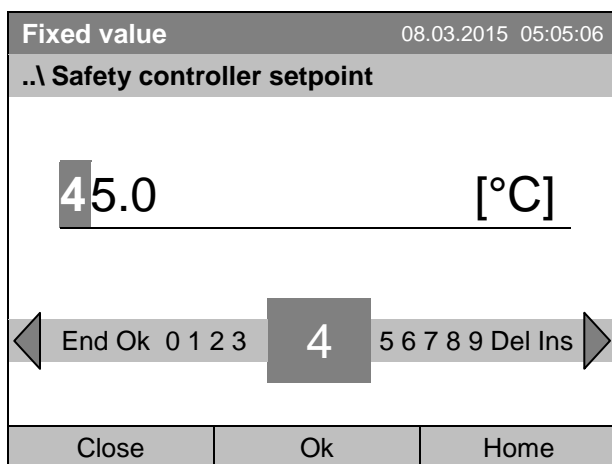 Fixed value 08.03.2015 05:05:06
..\ Safety controller setpoint
45.0 [°C]
End Ok 0 1 2 3 4 5 6 7 8 9 Del Ins
Close Ok Home